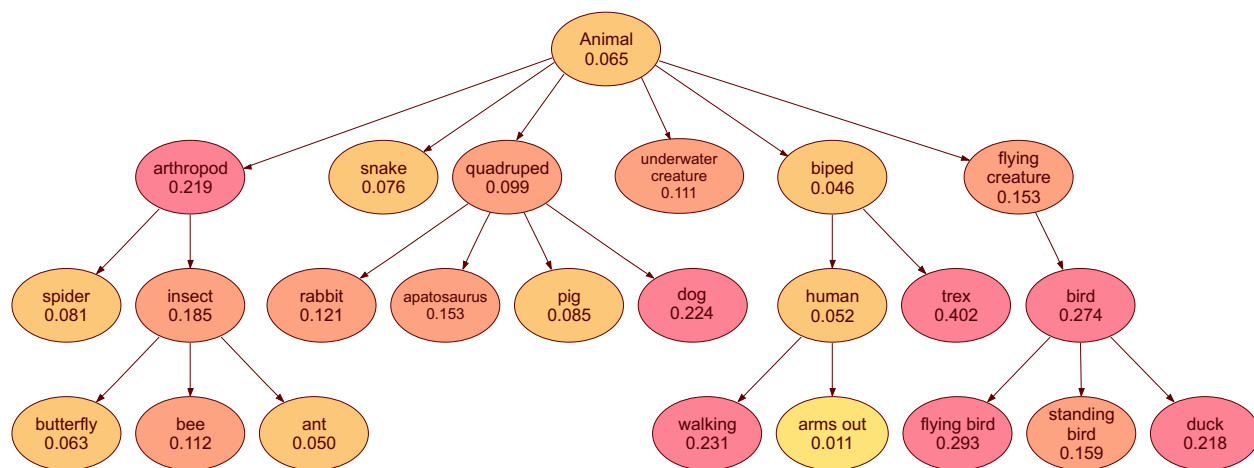 Animal
0.065
arthropod
0.219
snake
0.076
quadruped
0.099
underwater
creature
0.111
biped
0.046
flying
creature
0.153
spider
0.081
insect
0.185
rabbit
0.121
apatosaurus
0.153
pig
0.085
dog
0.224
human
0.052
trex
0.402
bird
0.274
butterfly
0.063
bee
0.112
ant
0.050
walking
0.231
arms out
0.011
flying bird
0.293
standing
bird
0.159
duck
0.218